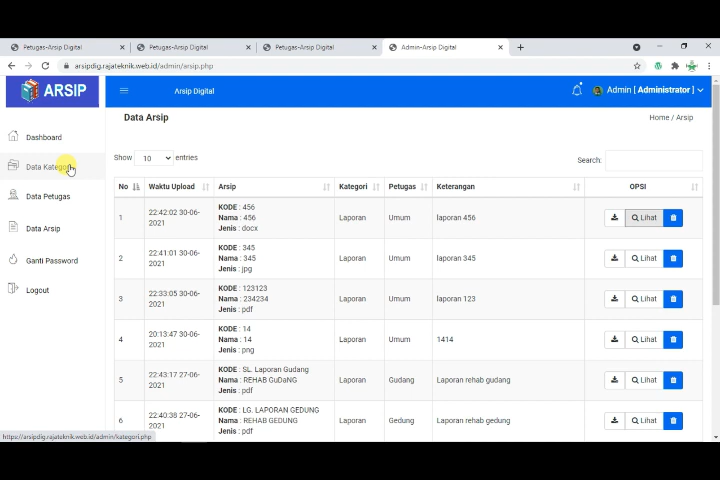 Petugas-Arsip Digital
Petugas-Arsip Digital
Petugas-Arsip Digital
Admin-Arsip Digital
arsipdig.rajateknik.web.id/admin/arsip.php
ARSIP
Arsip Digital
Admin [ Administrator ]
Data Arsip
Home / Arsip
Dashboard
Data Kategori
Data Petugas
Data Arsip
Ganti Password
Logout
Show 10 entries
Search:
No Waktu Upload Arsip Kategori Petugas Keterangan OPSI
1 22:42:02 30-06-2021 KODE : 456 Laporan Umum laporan 456 Lihat
Nama : 456
Jenis : docx
2 22:41:01 30-06-2021 KODE : 345 Laporan Umum laporan 345 Lihat
Nama : 345
Jenis : jpg
3 22:33:05 30-06-2021 KODE : 123123 Laporan Umum laporan 123 Lihat
Nama : 234234
Jenis : pdf
4 20:13:47 30-06-2021 KODE : 14 Laporan Umum 1414 Lihat
Nama : 14
Jenis : png
5 22:43:17 27-06-2021 KODE : SL. Laporan Gudang Laporan Gudang Laporan rehab gudang Lihat
Nama : REHAB GuDaNG
Jenis : pdf
6 22:40:38 27-06-2021 KODE : LG. LAPORAN GEDUNG Laporan Gedung Laporan rehab gedung Lihat
Nama : REHAB GEDUNG
Jenis : pdf
https://arsipdig.rajateknik.web.id/admin/kategori.php